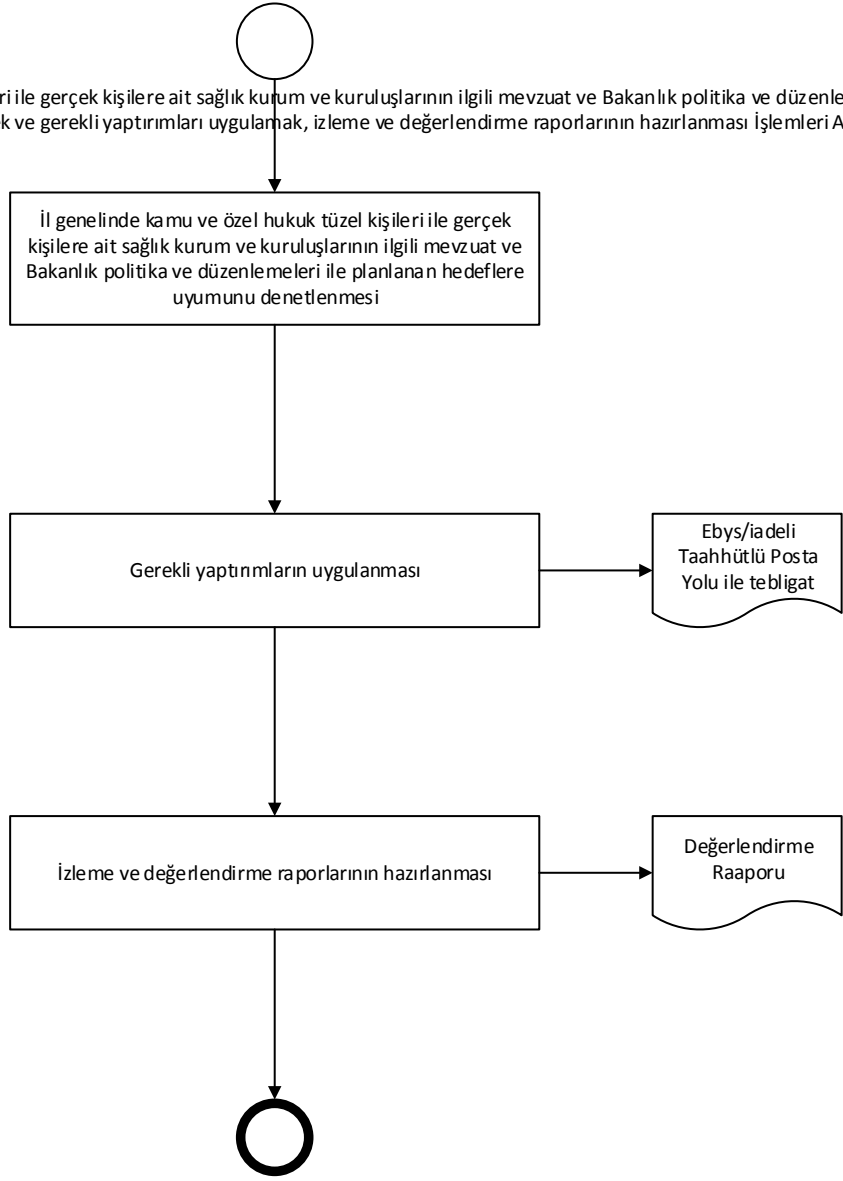 ri ile gerçek kişilere ait sağlık kurum ve kuruluşlarının ilgili mevzuat ve Bakanlık politika ve düzenle
ek ve gerekli yaptırımları uygulamak, izleme ve değerlendirme raporlarının hazırlanması İşlemleri A
İl genelinde kamu ve özel hukuk tüzel kişileri ile gerçek
kişilere ait sağlık kurum ve kuruluşlarının ilgili mevzuat ve
Bakanlık politika ve düzenlemeleri ile planlanan hedeflere
uyumunu denetlenmesi
Gerekli yaptırımların uygulanması
Ebys/iadeli
Taahhütlü Posta
Yolu ile tebligat
İzleme ve değerlendirme raporlarının hazırlanması
Değerlendirme
Raaporu